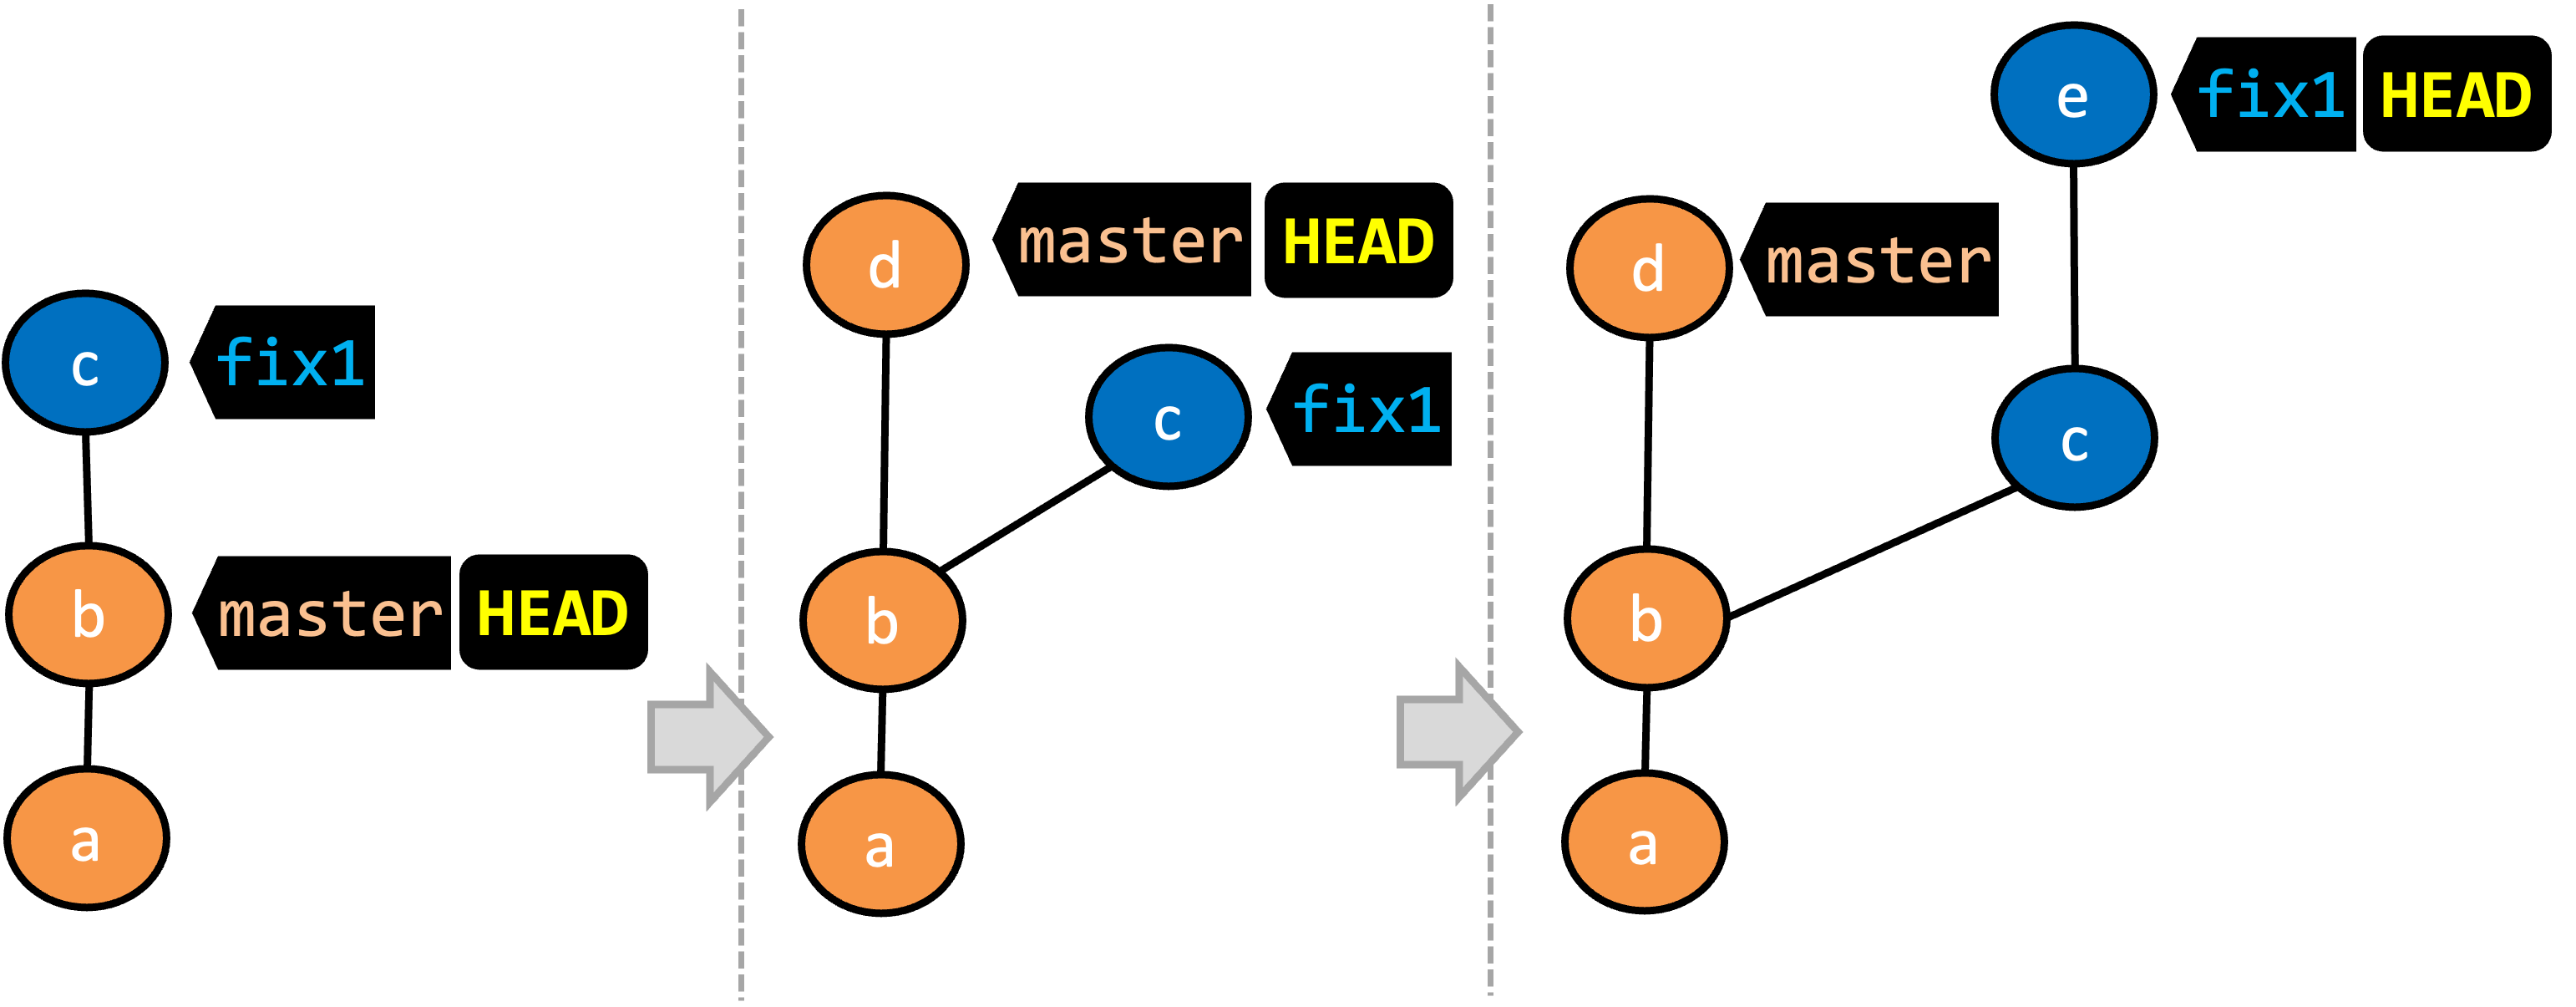 c fix1
b master HEAD
a
d master HEAD
c fix1
b
a
e fix1 HEAD
d master
c
b
a